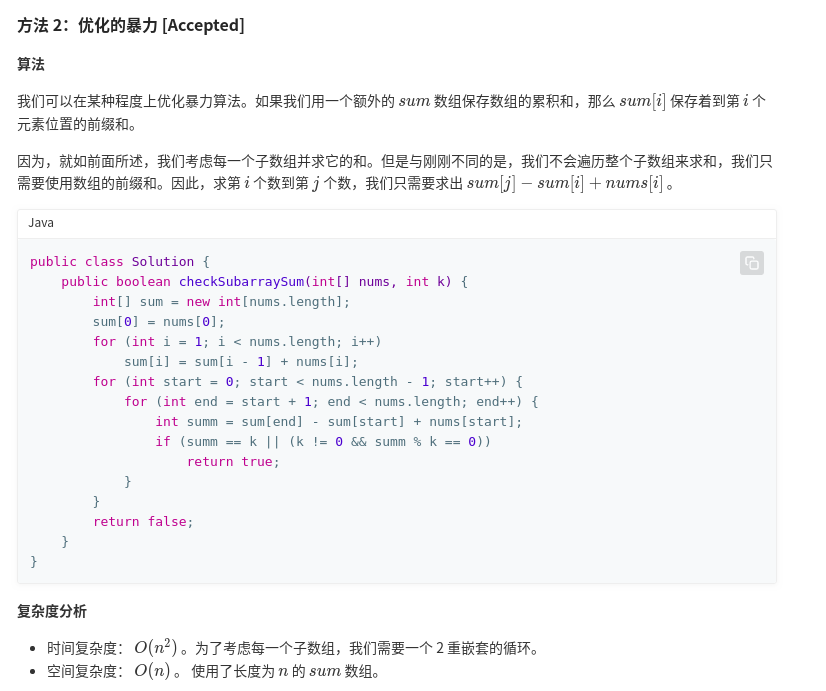 方法 2：优化的暴力 [Accepted]
算法
我们可以在某种程度上优化暴力算法。如果我们用一个额外的 sum 数组保存数组的累积和，那么 sum[i] 保存着到第 i 个
元素位置的前缀和。
因为，就如前面所述，我们考虑每一个子数组并求它的和。但是与刚刚不同的是，我们不会遍历整个子数组来求和，我们只
需要使用数组的前缀和。因此，求第 i 个数到第 j 个数，我们只需要求出 sum[j] − sum[i] + nums[i] 。
Java
public class Solution {
    public boolean checkSubarraySum(int[] nums, int k) {
        int[] sum = new int[nums.length];
        sum[0] = nums[0];
        for (int i = 1; i < nums.length; i++)
            sum[i] = sum[i - 1] + nums[i];
        for (int start = 0; start < nums.length - 1; start++) {
            for (int end = start + 1; end < nums.length; end++) {
                int summ = sum[end] - sum[start] + nums[start];
                if (summ == k || (k != 0 && summ % k == 0))
                    return true;
            }
        }
        return false;
    }
}
复杂度分析
• 时间复杂度： O(n²) 。为了考虑每一个子数组，我们需要一个 2 重嵌套的循环。
• 空间复杂度： O(n) 。 使用了长度为 n 的 sum 数组。